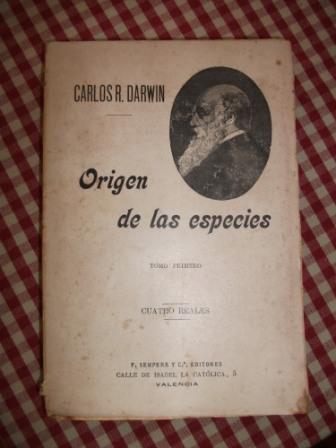 CARLOS R. DARWIN
Origen
de las especies
TOMO PRIMERO
CUATRO REALES
F. SEMPERE Y C.ª, EDITORES
CALLE DE ISABEL LA CATÓLICA, 5
VALENCIA